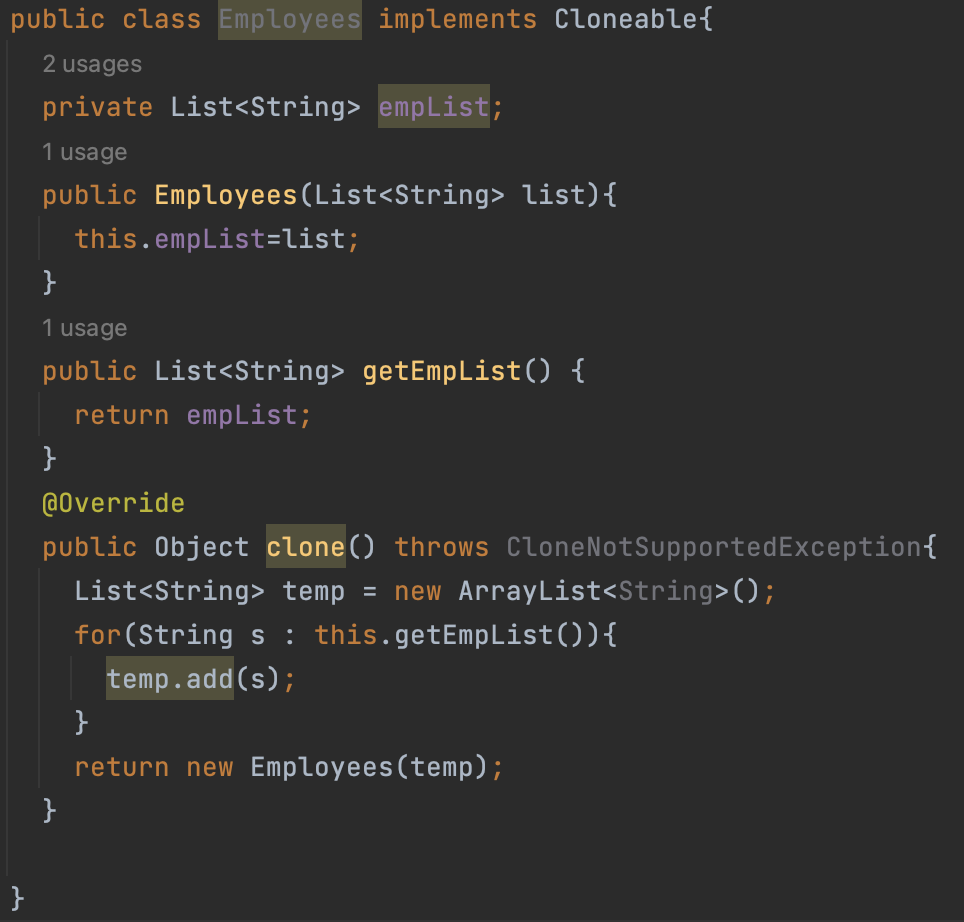 public class Employees implements Cloneable{
2 usages
private List<String> empList;
1 usage
public Employees(List<String> list){
this.empList=list;
}
1 usage
public List<String> getEmpList() {
return empList;
}
@Override
public Object clone() throws CloneNotSupportedException{
List<String> temp = new ArrayList<String>();
for(String s : this.getEmpList()){
temp.add(s);
}
return new Employees(temp);
}
}